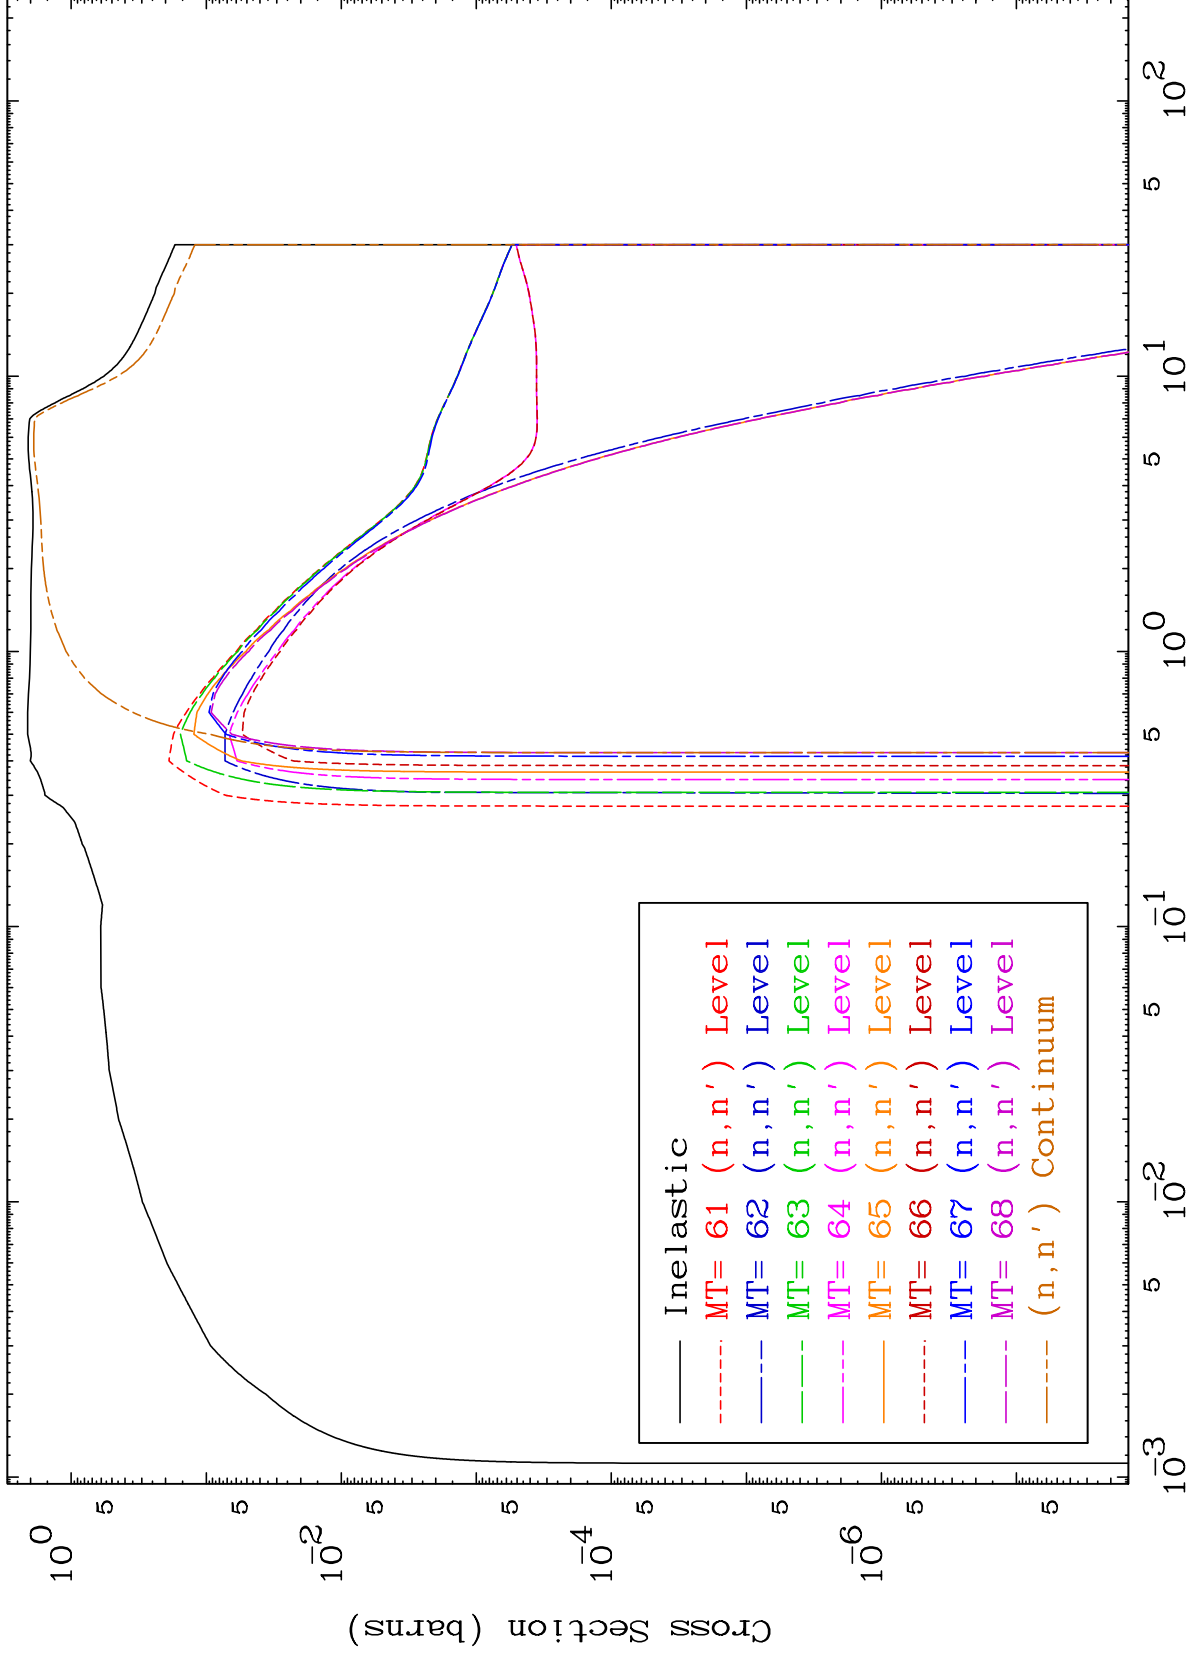 Cross Section (barns)
10^0
5
5
10^-2
5
5
10^-4
5
5
10^-6
5
5
Inelastic
MT= 61 (n,n') Level
MT= 62 (n,n') Level
MT= 63 (n,n') Level
MT= 64 (n,n') Level
MT= 65 (n,n') Level
MT= 66 (n,n') Level
MT= 67 (n,n') Level
MT= 68 (n,n') Level
(n,n') Continuum
10^-3
5
10^-2
5
10^-1
5
10^0
5
10^1
5
10^2